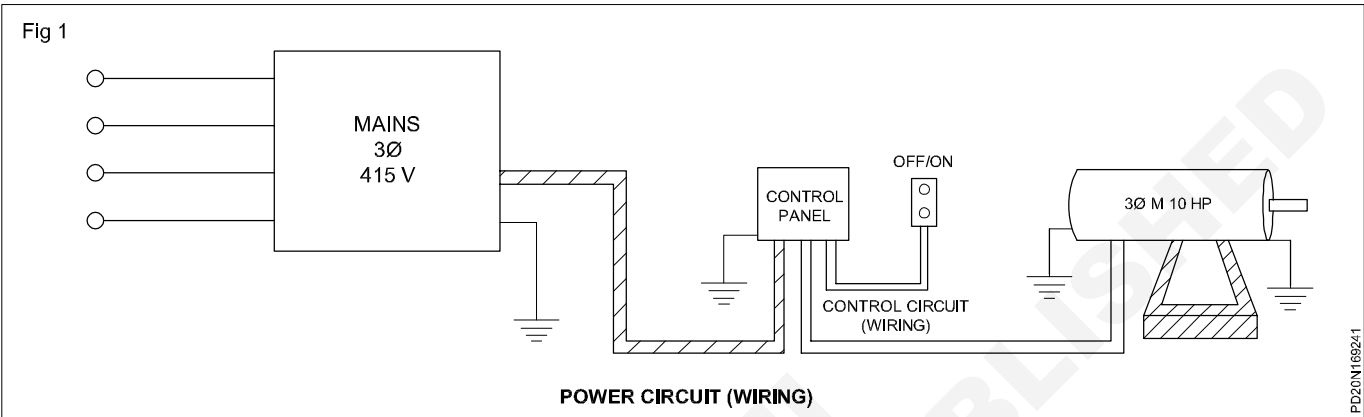 Fig 1
MAINS
3Ø
415 V
CONTROL
PANEL
OFF/ON
3Ø M 10 HP
CONTROL CIRCUIT
(WIRING)
POWER CIRCUIT (WIRING)
PD20N169241